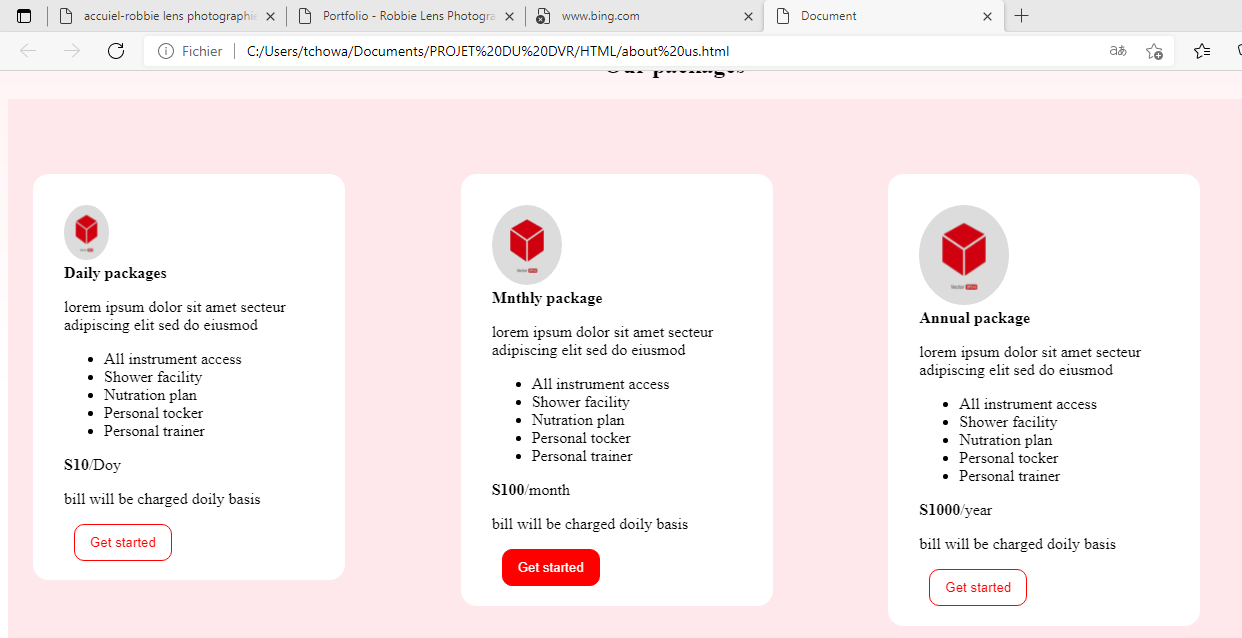 accuiel-robbie lens photographie
Portfolio - Robbie Lens Photogra
www.bing.com
Document
Fichier
C:/Users/tchowa/Documents/PROJET%20DU%20DVR/HTML/about%20us.html
aあ
Our packages
Daily packages
lorem ipsum dolor sit amet secteur
adipiscing elit sed do eiusmod
All instrument access
Shower facility
Nutration plan
Personal tocker
Personal trainer
S10/Doy
bill will be charged doily basis
Get started
Mnthly package
lorem ipsum dolor sit amet secteur
adipiscing elit sed do eiusmod
All instrument access
Shower facility
Nutration plan
Personal tocker
Personal trainer
S100/month
bill will be charged doily basis
Get started
Annual package
lorem ipsum dolor sit amet secteur
adipiscing elit sed do eiusmod
All instrument access
Shower facility
Nutration plan
Personal tocker
Personal trainer
S1000/year
bill will be charged doily basis
Get started